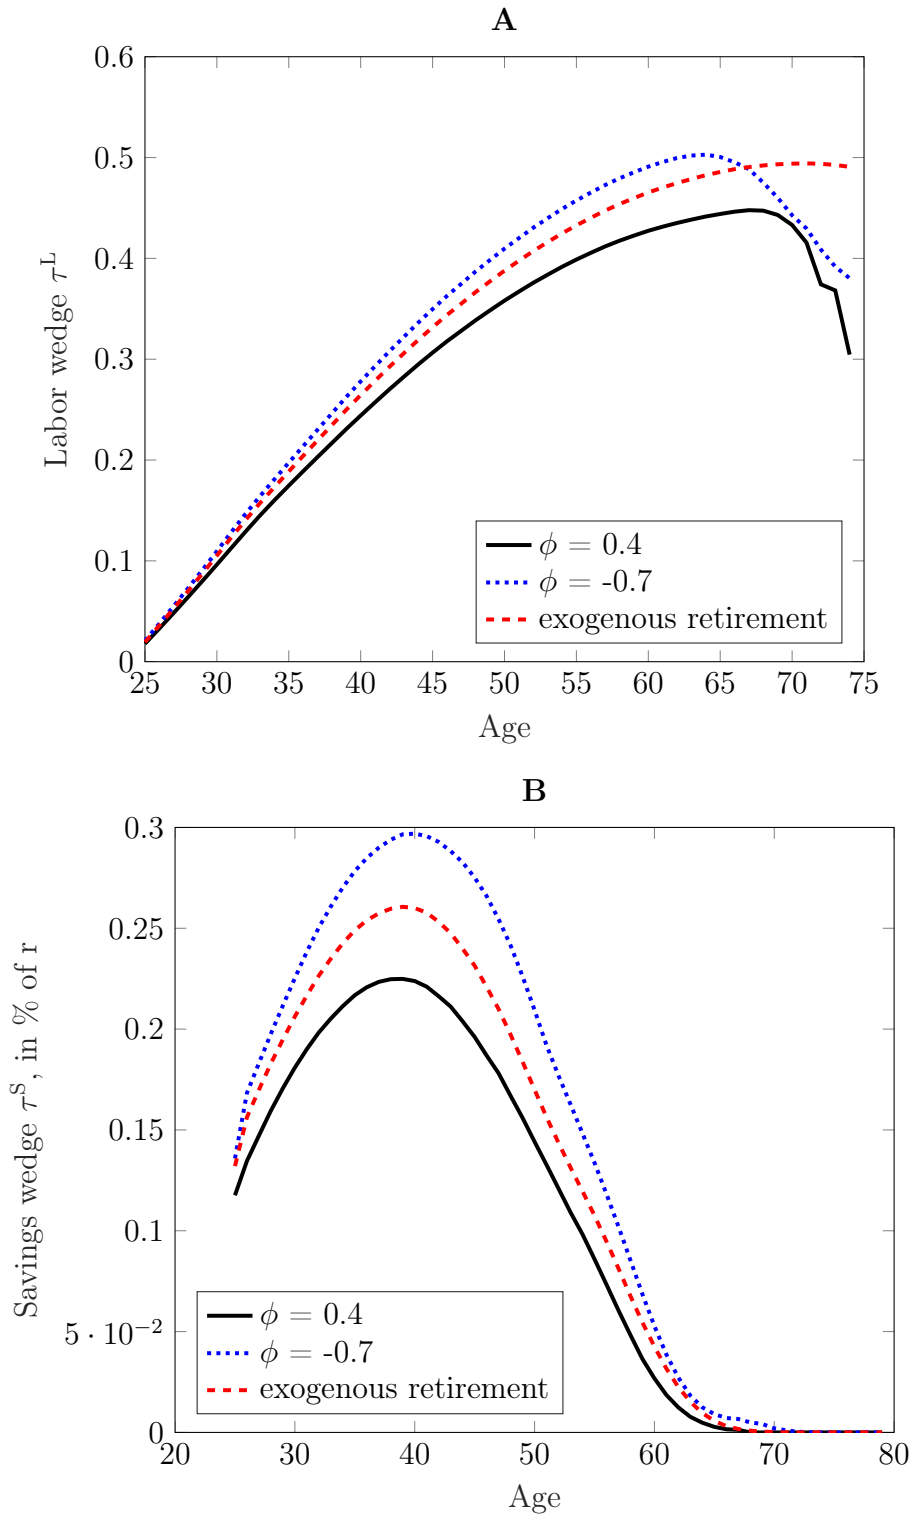 A
0.6
0.5
0.4
0.3
0.2
0.1
0
Labor wedge τ^L
25 30 35 40 45 50 55 60 65 70 75
Age
ϕ = 0.4
ϕ = -0.7
exogenous retirement
B
0.3
0.25
0.2
0.15
0.1
5 · 10^−2
0
Savings wedge τ^S, in % of r
20 30 40 50 60 70 80
Age
ϕ = 0.4
ϕ = -0.7
exogenous retirement